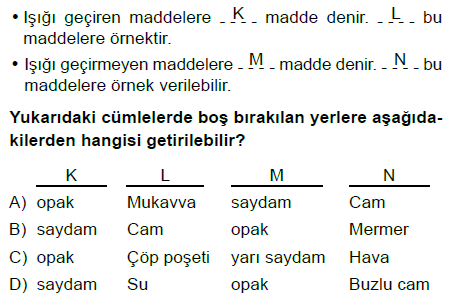 • Işığı geçiren maddelere _ K _ _ madde denir. _ L _ _ bu
maddelere örnektir.
• Işığı geçirmeyen maddelere _ M _ _ madde denir. _ N _ _ bu
maddelere örnek verilebilir.
Yukarıdaki cümlelerde boş bırakılan yerlere aşağıda-
kilerden hangisi getirilebilir?
K L M N
A) opak Mukavva saydam Cam
B) saydam Cam opak Mermer
C) opak Çöp poşeti yarı saydam Hava
D) saydam Su opak Buzlu cam